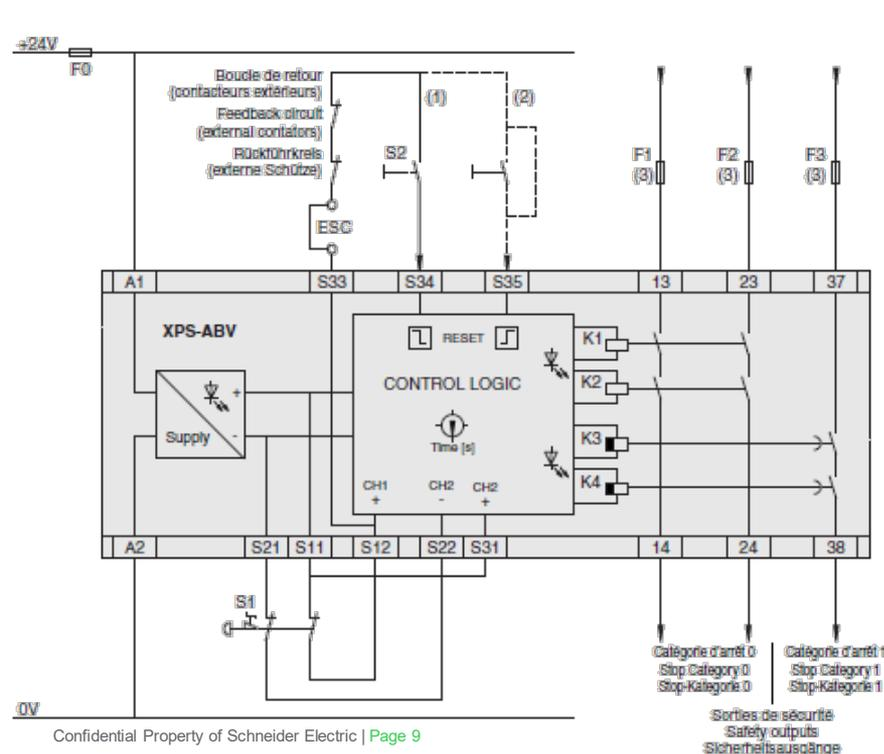 +24V
F0
Boucle de retour
(contacteurs extérieurs)
Feedback circuit
(external contators)
Rückführkreis
(externe Schütze)
(1)
(2)
S2
ESC
F1
(3)
F2
(3)
F3
(3)
A1
S33
S34
S35
13
23
37
XPS-ABV
RESET
CONTROL LOGIC
Time [s]
K1
K2
K3
K4
+
Supply
-
CH1
+
CH2
-
CH2
+
A2
S21
S11
S12
S22
S31
14
24
38
S1
Catégorie d'arrêt 0
Stop Category 0
Stop-Kategorie 0
Catégorie d'arrêt 1
Stop Category 1
Stop-Kategorie 1
Sorties de sécurité
Safety outputs
Sicherheitsausgänge
0V
Confidential Property of Schneider Electric | Page 9